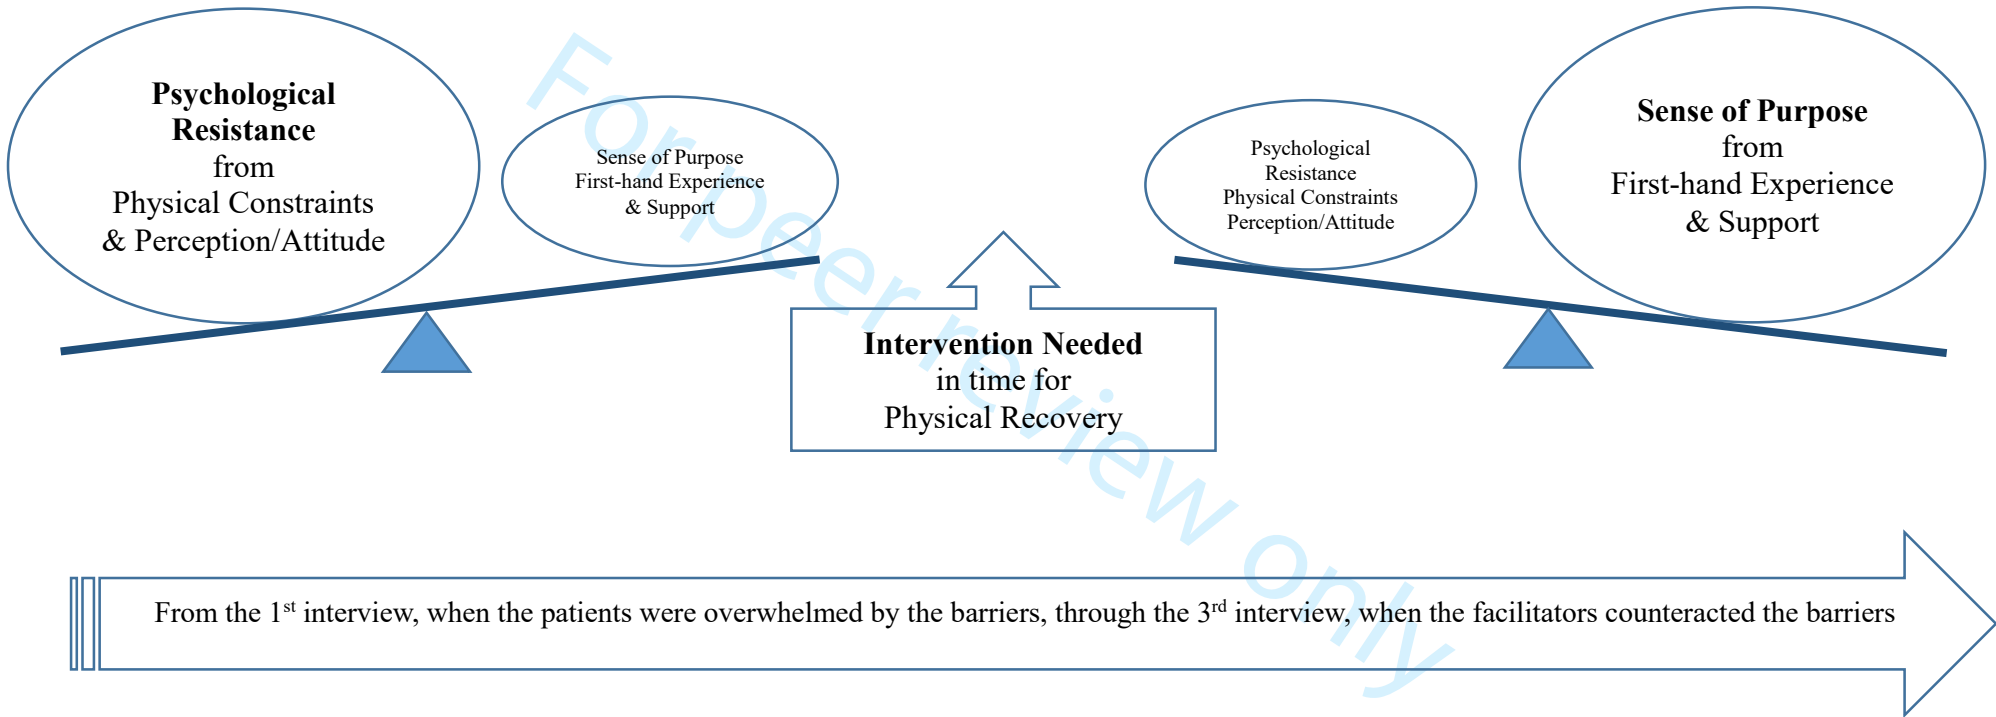 Psychological
Resistance
from
Physical Constraints
& Perception/Attitude
Sense of Purpose
First-hand Experience
& Support
Intervention Needed
in time for
Physical Recovery
Psychological
Resistance
Physical Constraints
Perception/Attitude
Sense of Purpose
from
First-hand Experience
& Support
From the 1st interview, when the patients were overwhelmed by the barriers, through the 3rd interview, when the facilitators counteracted the barriers
For peer review only